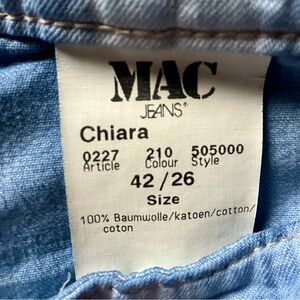 MAC
JEANS®
Chiara
0227 210 505000
Article Colour Style
42/26
Size
100% Baumwolle/katoen/cotton/
coton